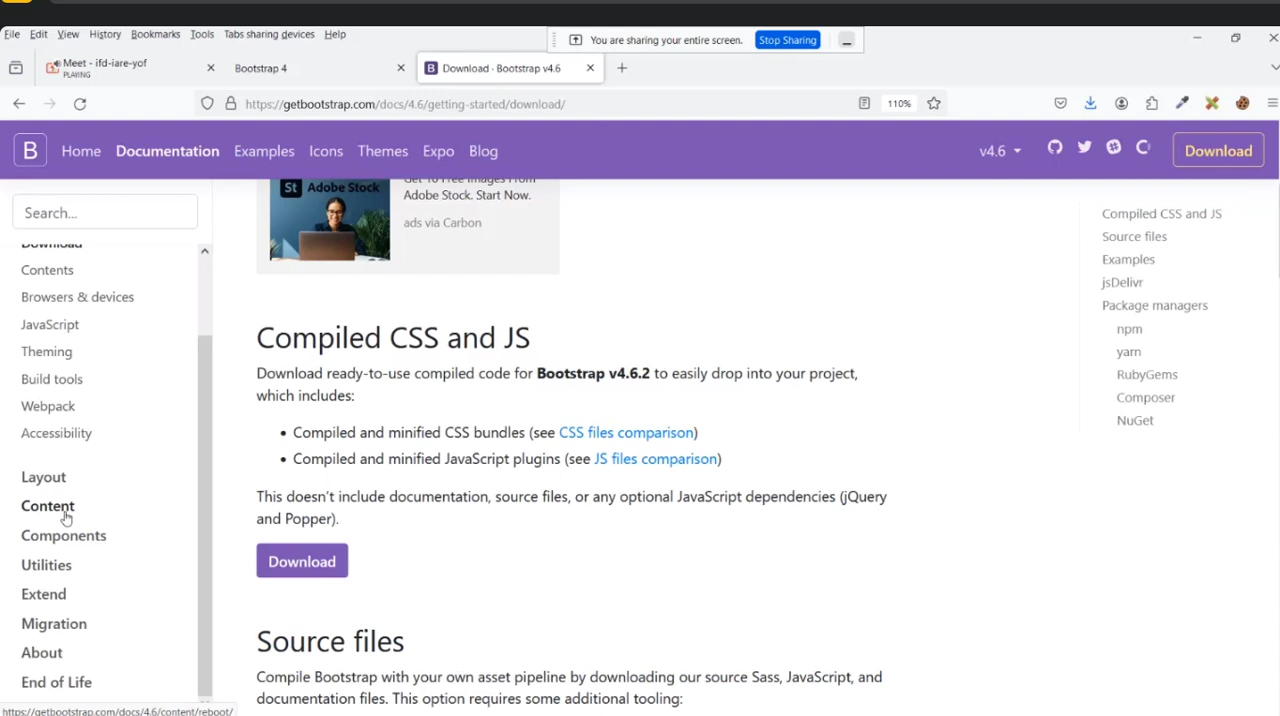 File Edit View History Bookmarks Tools Tabs sharing devices Help
You are sharing your entire screen. Stop Sharing
Meet - ifd-iare-yof
PLAYING
Bootstrap 4
Download · Bootstrap v4.6
https://getbootstrap.com/docs/4.6/getting-started/download/
110%
B Home Documentation Examples Icons Themes Expo Blog v4.6 Download
Search...
Download
Contents
Browsers & devices
JavaScript
Theming
Build tools
Webpack
Accessibility
Layout
Content
Components
Utilities
Extend
Migration
About
End of Life
St Adobe Stock
Get 10 Free Images From
Adobe Stock. Start Now.
ads via Carbon
Compiled CSS and JS
Download ready-to-use compiled code for Bootstrap v4.6.2 to easily drop into your project,
which includes:
• Compiled and minified CSS bundles (see CSS files comparison)
• Compiled and minified JavaScript plugins (see JS files comparison)
This doesn't include documentation, source files, or any optional JavaScript dependencies (jQuery
and Popper).
Download
Source files
Compile Bootstrap with your own asset pipeline by downloading our source Sass, JavaScript, and
documentation files. This option requires some additional tooling:
Compiled CSS and JS
Source files
Examples
jsDelivr
Package managers
npm
yarn
RubyGems
Composer
NuGet
https://getbootstrap.com/docs/4.6/content/reboot/